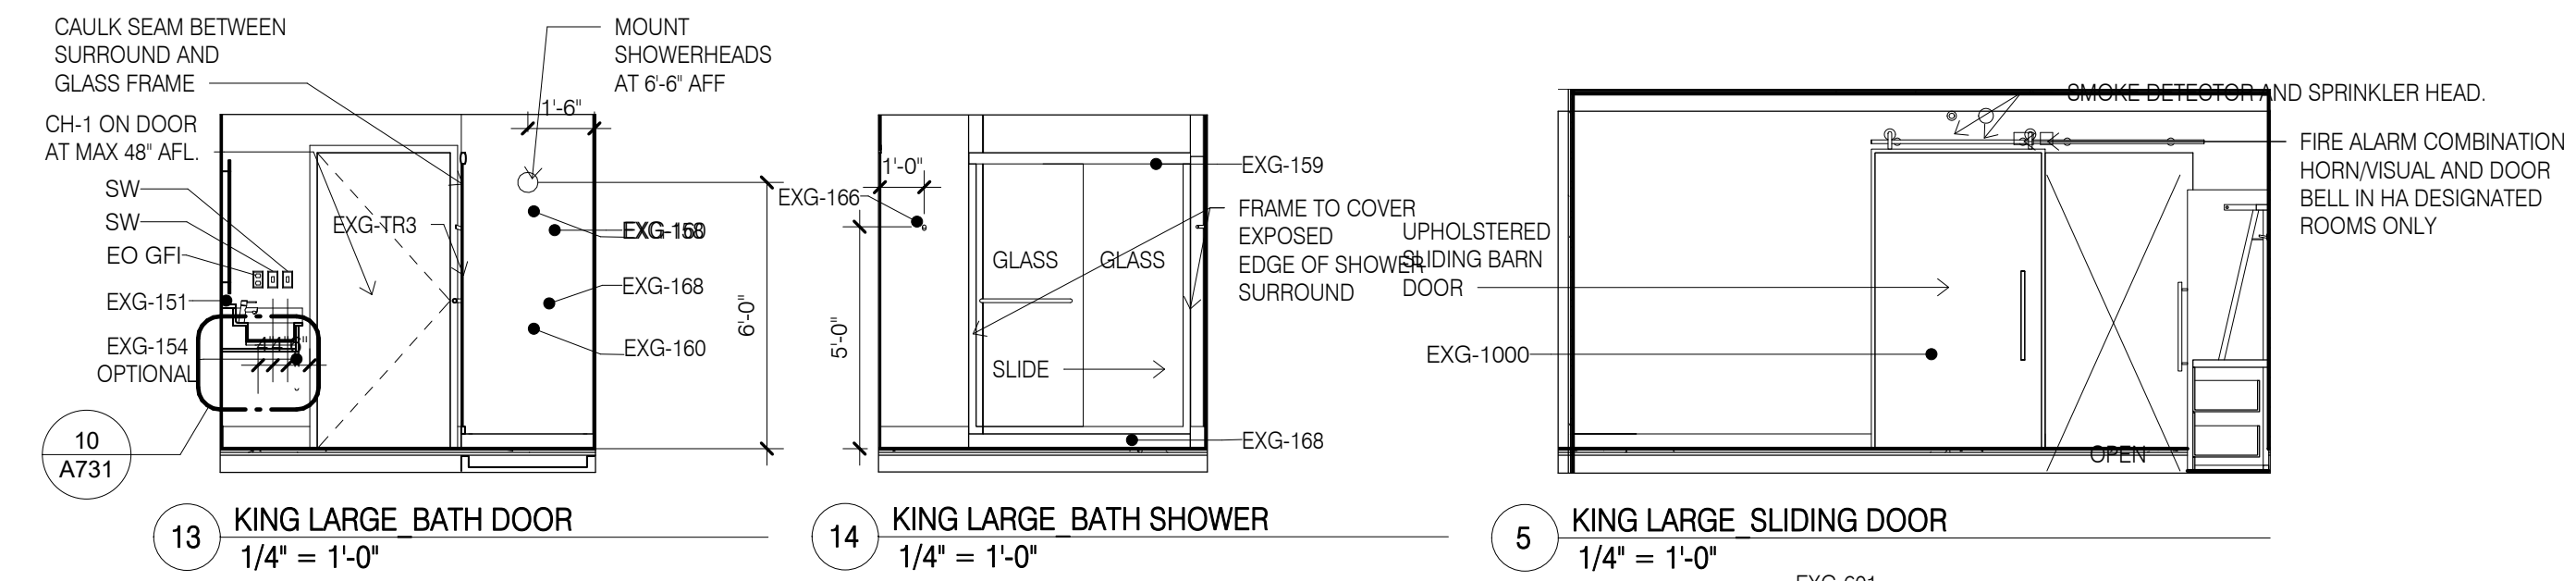 CAULK SEAM BETWEEN
SURROUND AND
GLASS FRAME
MOUNT
SHOWERHEADS
AT 6'-6" AFF
1'-6"
CH-1 ON DOOR
AT MAX 48" AFL.
SW
SW
EO GFI
EXG-151
EXG-154
OPTIONAL
EXG-TR3
EXG-168
EXG-160
6'-0"
10
A731
13
KING LARGE_BATH DOOR
1/4" = 1'-0"
1'-0"
EXG-166
5'-0"
EXG-159
FRAME TO COVER
EXPOSED
EDGE OF SHOWER
SURROUND
GLASS GLASS
SLIDE
EXG-168
14
KING LARGE_BATH SHOWER
1/4" = 1'-0"
SMOKE DETECTOR AND SPRINKLER HEAD.
FIRE ALARM COMBINATION
HORN/VISUAL AND DOOR
BELL IN HA DESIGNATED
ROOMS ONLY
UPHOLSTERED
SLIDING BARN
DOOR
EXG-1000
OPEN
5
KING LARGE_SLIDING DOOR
1/4" = 1'-0"